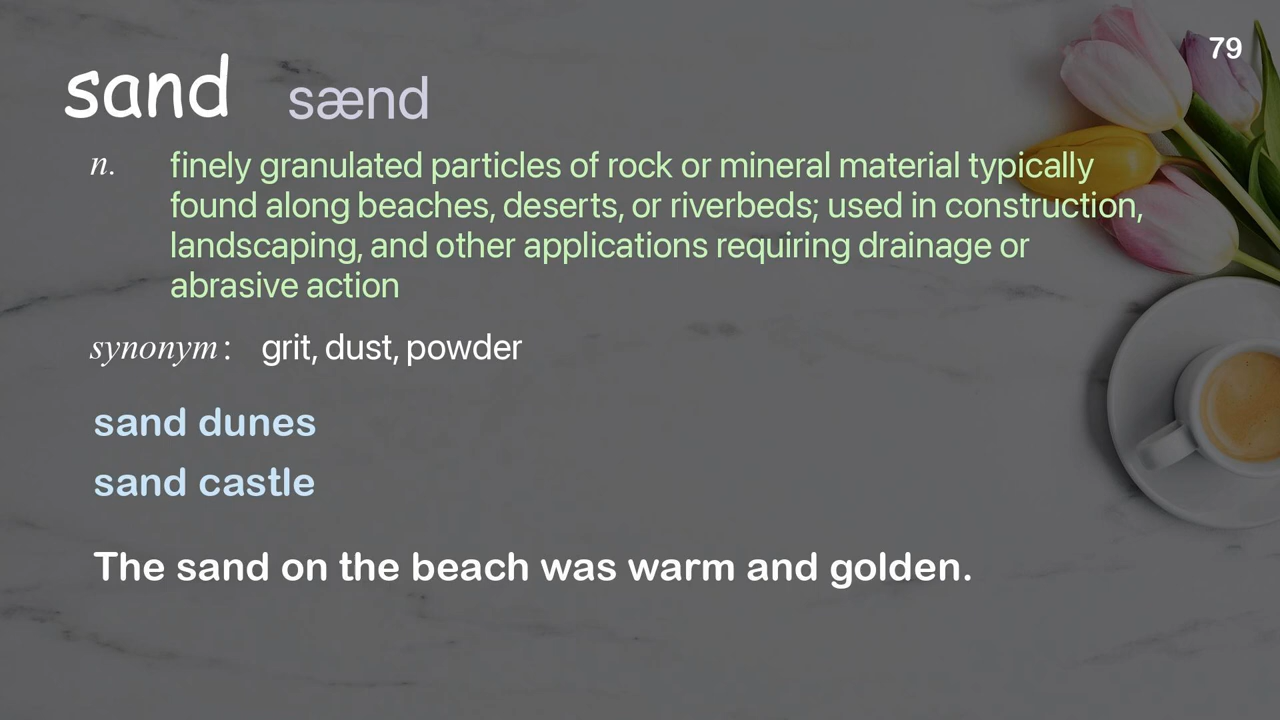 79
sand sænd
n. finely granulated particles of rock or mineral material typically
found along beaches, deserts, or riverbeds; used in construction,
landscaping, and other applications requiring drainage or
abrasive action
synonym: grit, dust, powder
sand dunes
sand castle
The sand on the beach was warm and golden.